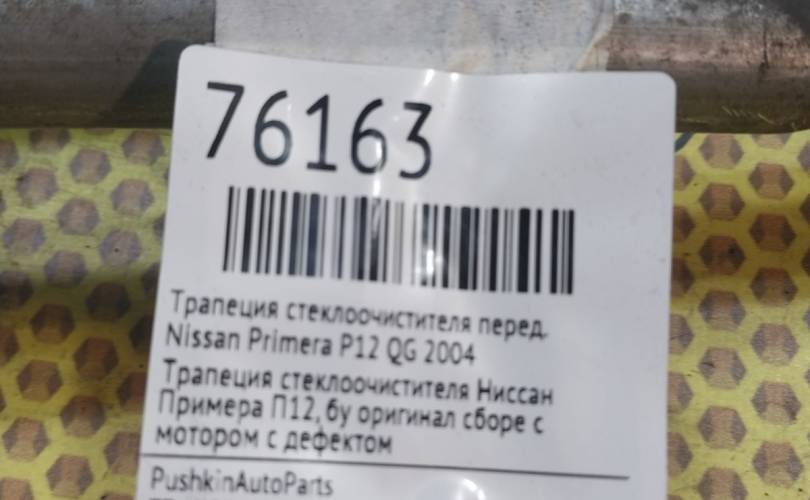 76163
Трапеция стеклоочистителя перед.
Nissan Primera P12 QG 2004
Трапеция стеклоочистителя Ниссан
Примера П12, бу оригинал сборе с
мотором с дефектом
PushkinAutoParts